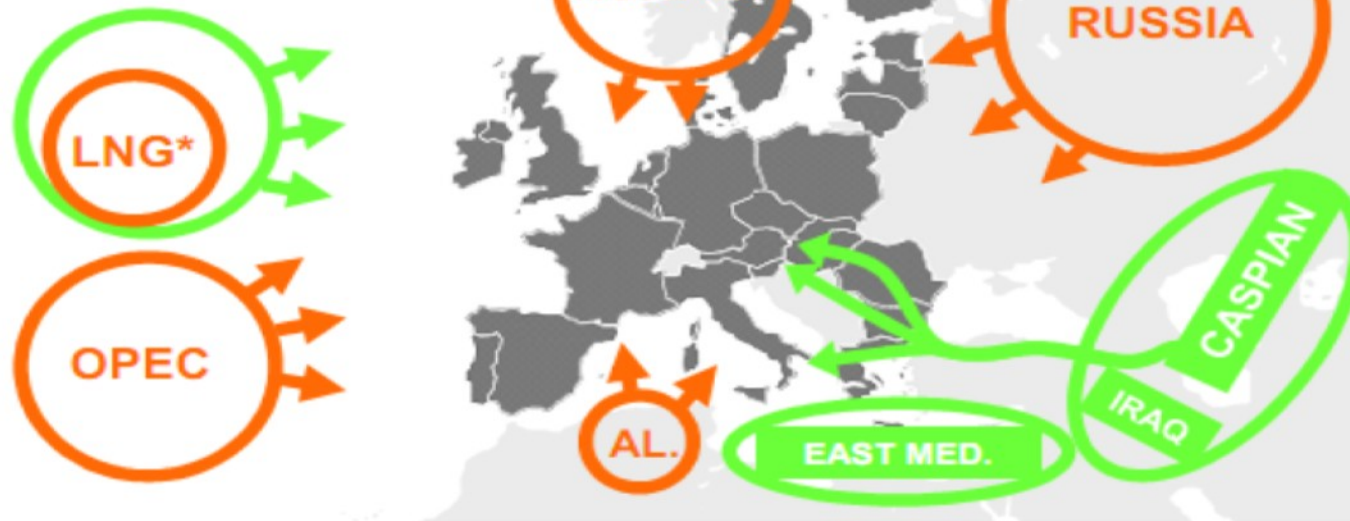 RUSSIA
LNG*
CASPIAN
OPEC
IRAQ
AL.
EAST MED.